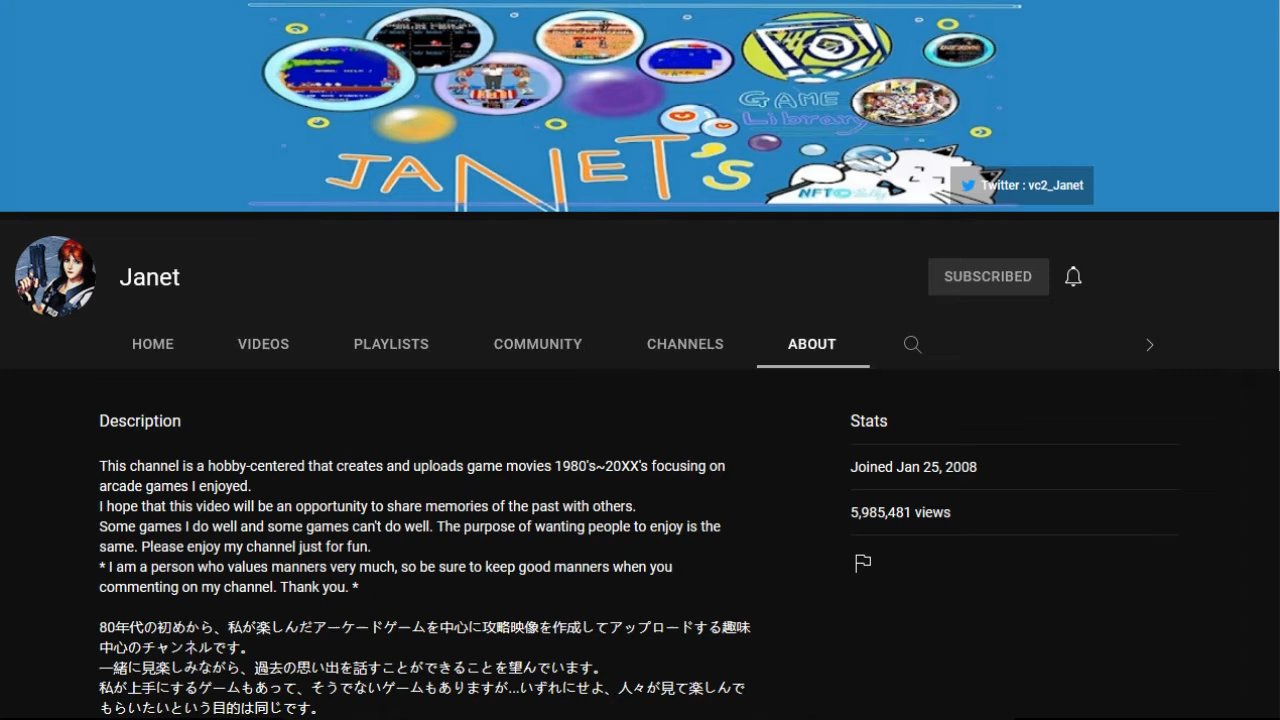 GAME
Library
JANET'S
NFT
Twitter : vc2_Janet
Janet
SUBSCRIBED
HOME VIDEOS PLAYLISTS COMMUNITY CHANNELS ABOUT
Description
This channel is a hobby-centered that creates and uploads game movies 1980's~20XX's focusing on
arcade games I enjoyed.
I hope that this video will be an opportunity to share memories of the past with others.
Some games I do well and some games can't do well. The purpose of wanting people to enjoy is the
same. Please enjoy my channel just for fun.
* I am a person who values manners very much, so be sure to keep good manners when you
commenting on my channel. Thank you. *
80年代の初めから、私が楽しんだアーケードゲームを中心に攻略映像を作成してアップロードする趣味
中心のチャンネルです。
一緒に見楽しみながら、過去の思い出を話すことができることを望んでいます。
私が上手にするゲームもあって、そうでないゲームもありますが...いずれにせよ、人々が見て楽しんで
もらいたいという目的は同じです。
Stats
Joined Jan 25, 2008
5,985,481 views